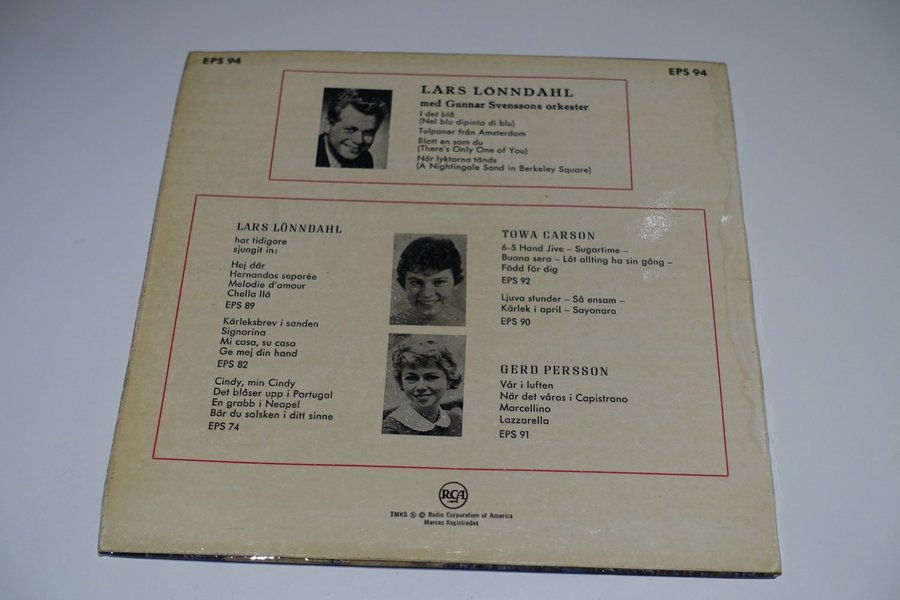 EPS 94
EPS 94
LARS LÖNNDAHL
med Gunnar Svenssons orkester
I det blå
(Nel blu dipinto di blu)
Tulpaner från Amsterdam
Blott en som du
(There's Only One of You)
När lyktorna tänds
(A Nightingale Sand in Berkeley Square)
LARS LÖNNDAHL
har tidigare
sjungit in:
Hej där
Hernandos separée
Melodie d'amour
Chella llá
EPS 89
Kärleksbrev i sanden
Signorina
Mi casa, su casa
Ge mej din hand
EPS 82
Cindy, min Cindy
Det blåser upp i Portugal
En grabb i Neapel
Bär du solsken i ditt sinne
EPS 74
TOWA CARSON
6-5 Hand Jive – Sugartime –
Buona sera – Låt allting ha sin gång –
Född för dig
EPS 92
Ljuva stunder – Så ensam –
Kärlek i april – Sayonara
EPS 90
GERD PERSSON
Vår i luften
När det våras i Capistrano
Marcellino
Lazzarella
EPS 91
RCA
TMKS ® © Radio Corporation of America
Marcas Registradas